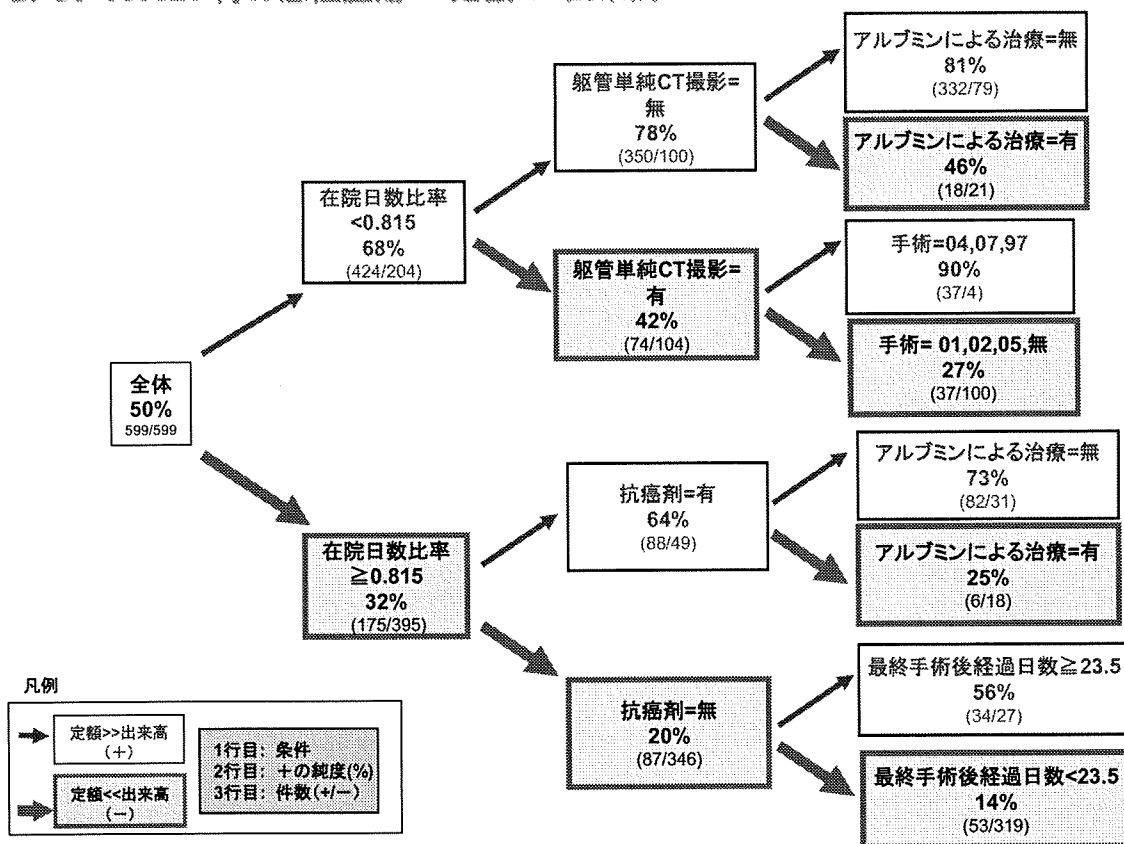 全体
50%
599/599
在院日数比率
<0.815
68%
(424/204)
在院日数比率
≧0.815
32%
(175/395)
躯管単純CT撮影=
無
78%
(350/100)
躯管単純CT撮影=
有
42%
(74/104)
抗癌剤=有
64%
(88/49)
抗癌剤=無
20%
(87/346)
アルブミンによる治療=無
81%
(332/79)
アルブミンによる治療=有
46%
(18/21)
手術=04,07,97
90%
(37/4)
手術= 01,02,05,無
27%
(37/100)
アルブミンによる治療=無
73%
(82/31)
アルブミンによる治療=有
25%
(6/18)
最終手術後経過日数≧23.5
56%
(34/27)
最終手術後経過日数<23.5
14%
(53/319)
凡例
定額>>出来高
(+)
定額<<出来高
(−)
1行目: 条件
2行目: +の純度(%)
3行目: 件数(+/−)